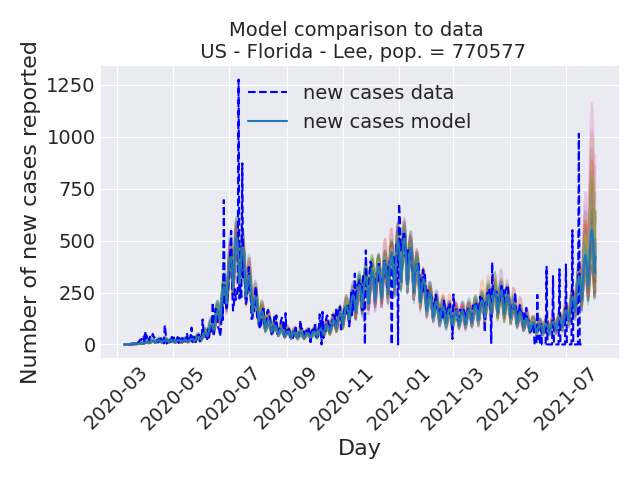 Model comparison to data
US - Florida - Lee, pop. = 770577
Number of new cases reported
1250
1000
750
500
250
0
new cases data
new cases model
2020-03
2020-05
2020-07
2020-09
2020-11
2021-01
2021-03
2021-05
2021-07
Day